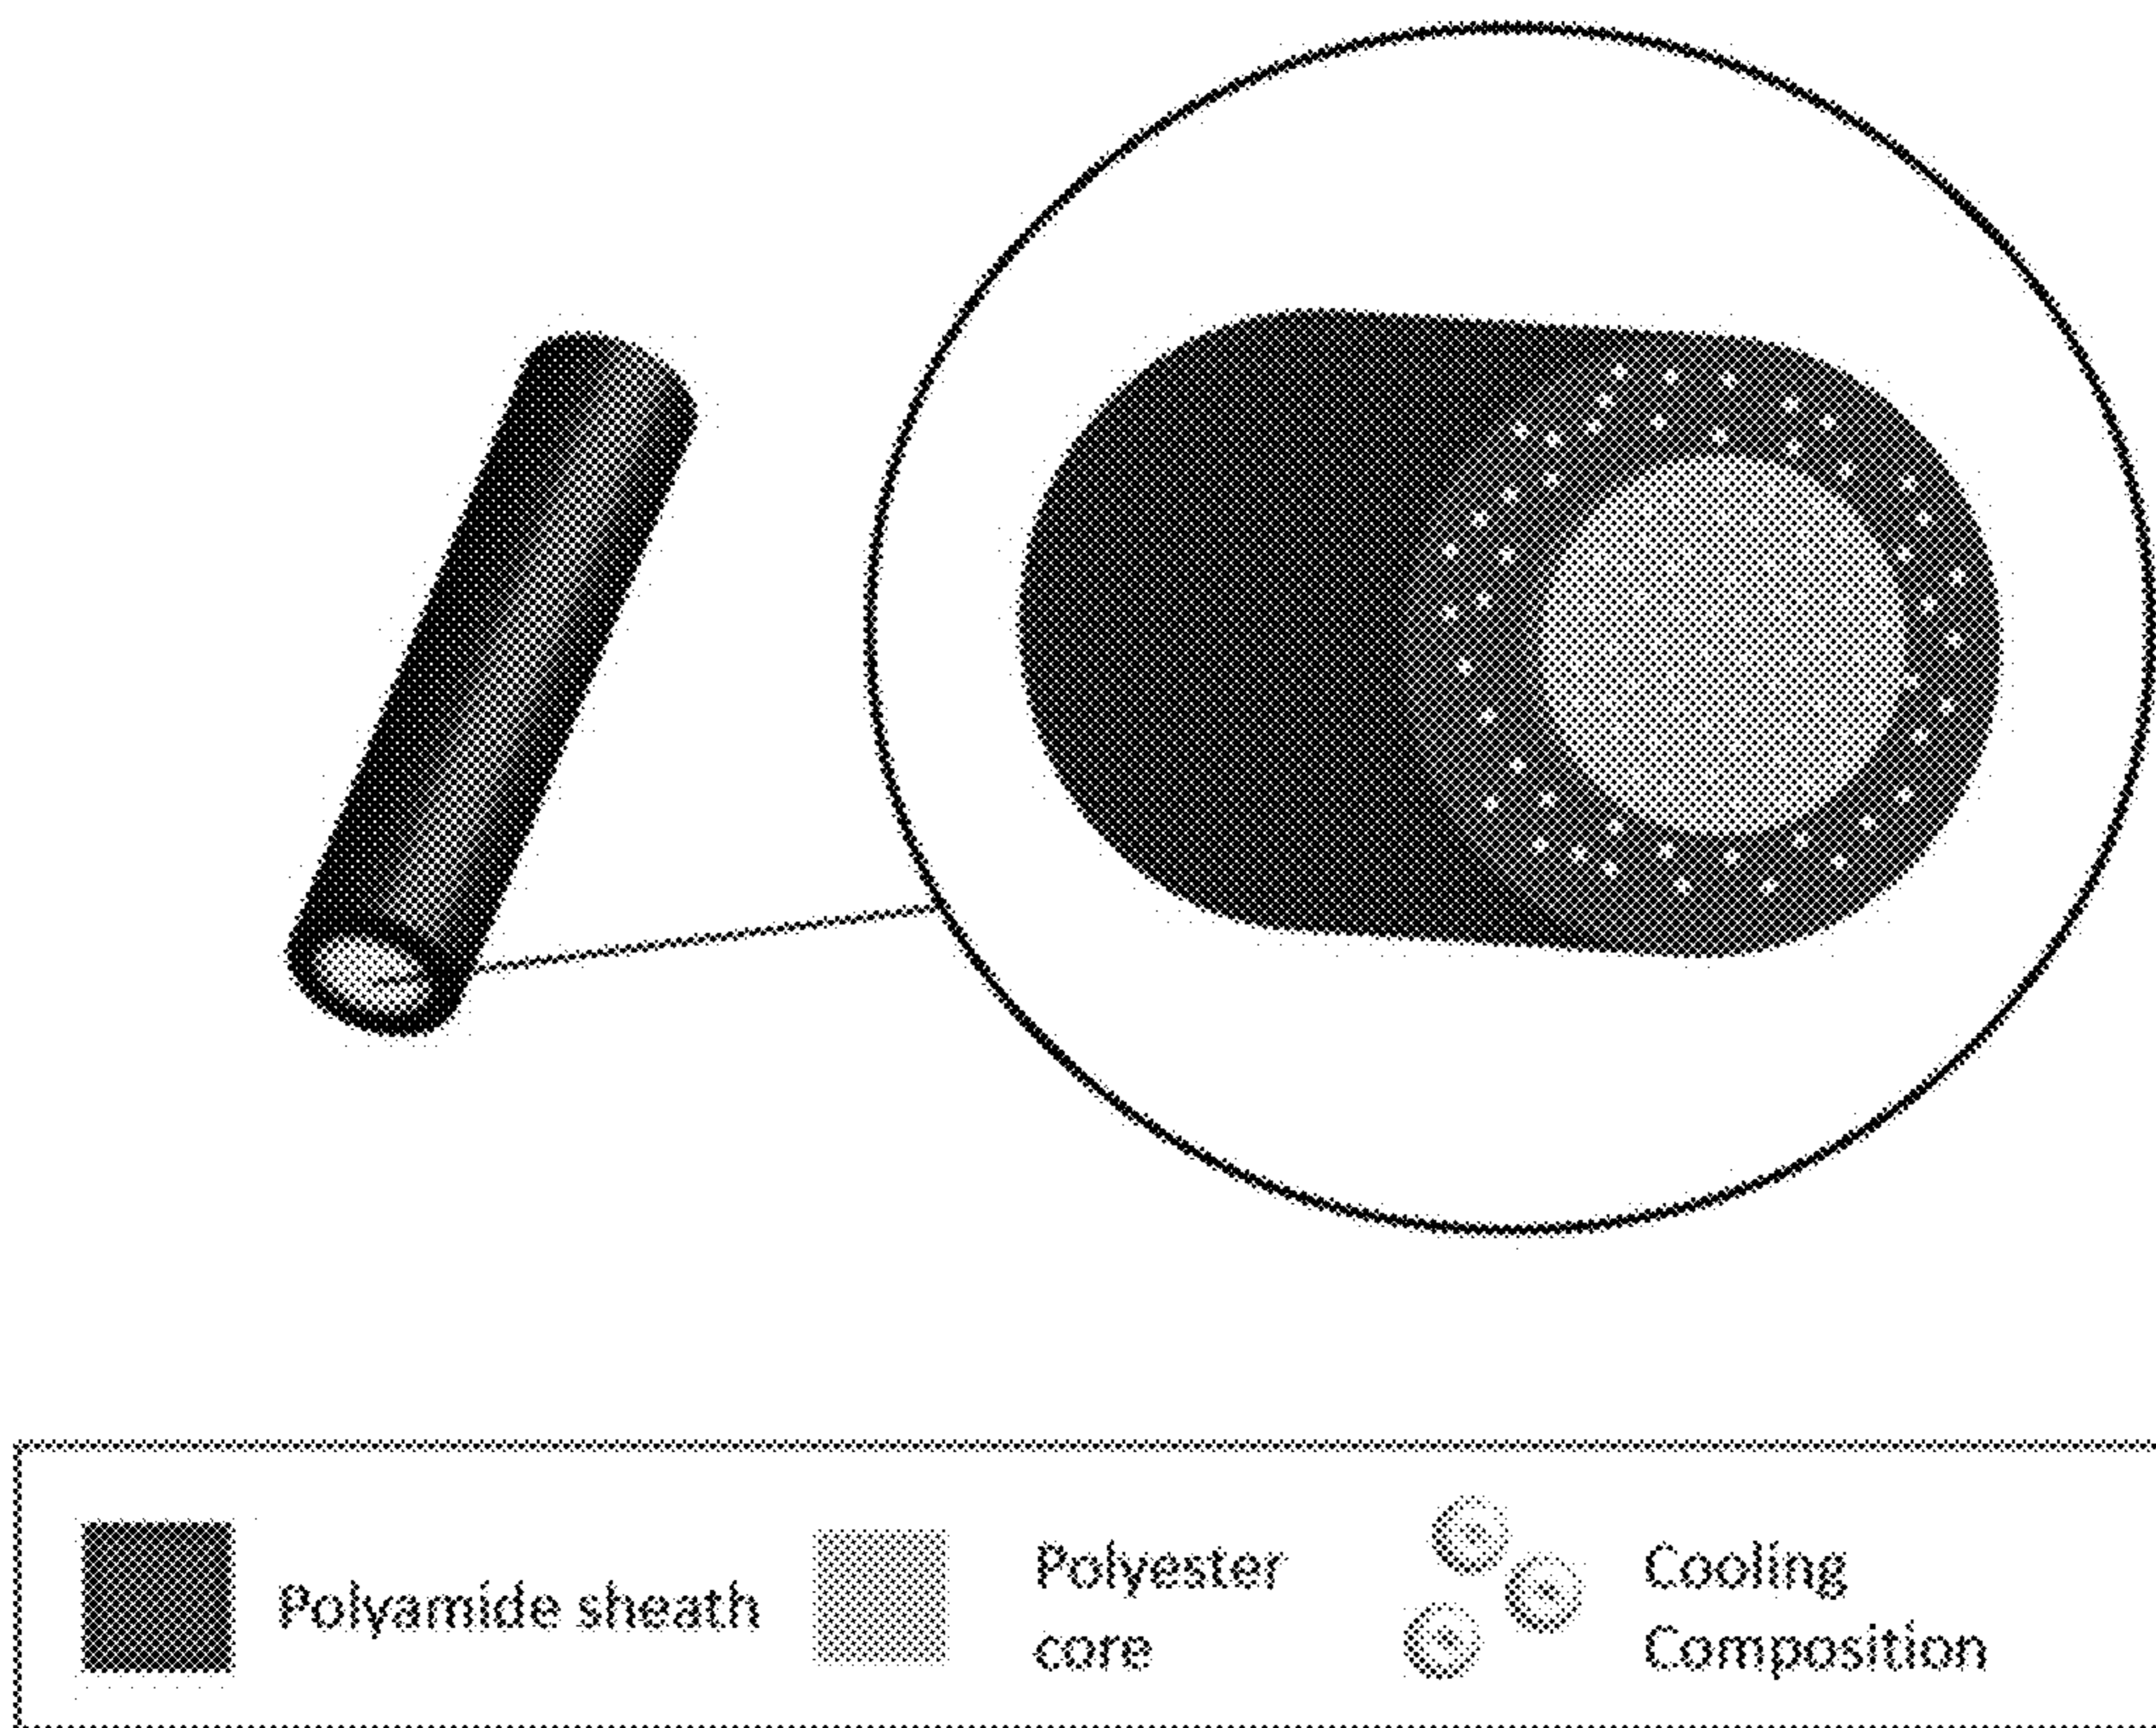 Polyamide sheath
Polyester
core
Cooling
Composition